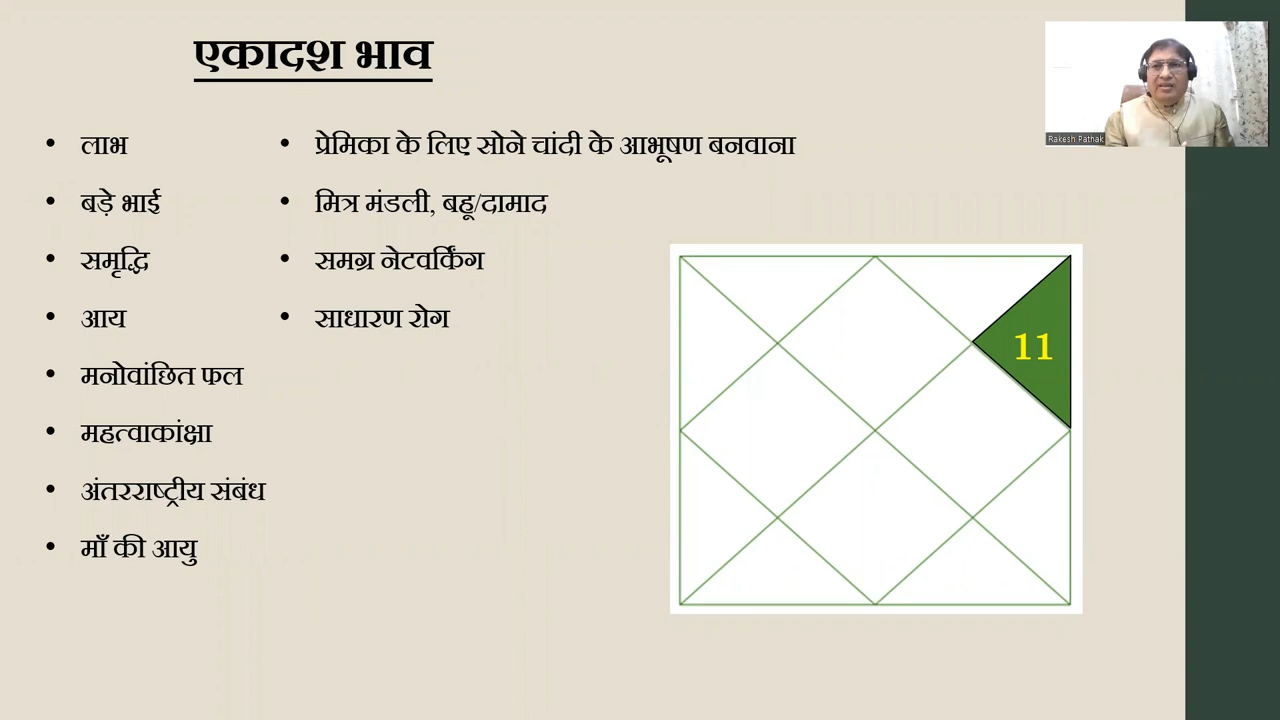 एकादश भाव
लाभ
बड़े भाई
समृद्धि
आय
मनोवांछित फल
महत्वाकांक्षा
अंतरराष्ट्रीय संबंध
माँ की आयु
प्रेमिका के लिए सोने चांदी के आभूषण बनवाना
मित्र मंडली, बहू/दामाद
समग्र नेटवर्किंग
साधारण रोग
11
Rakesh Pathak